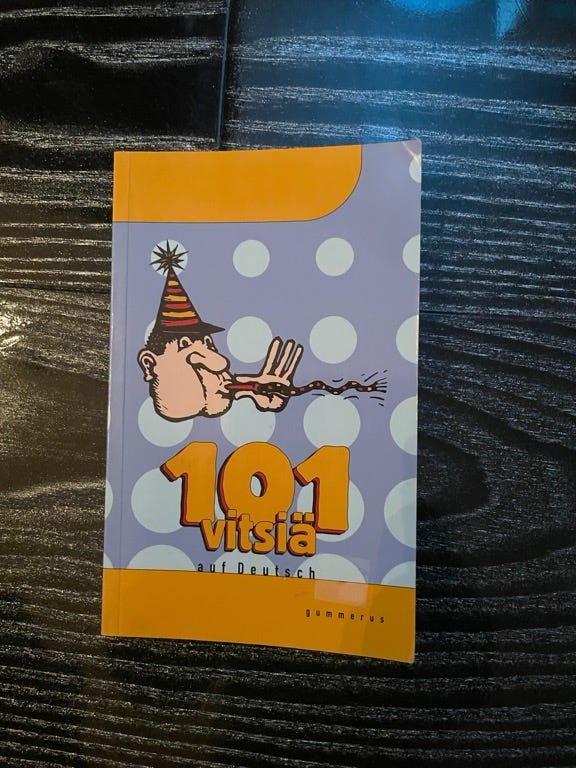 101
vitsiä
auf Deutsch
gummerus